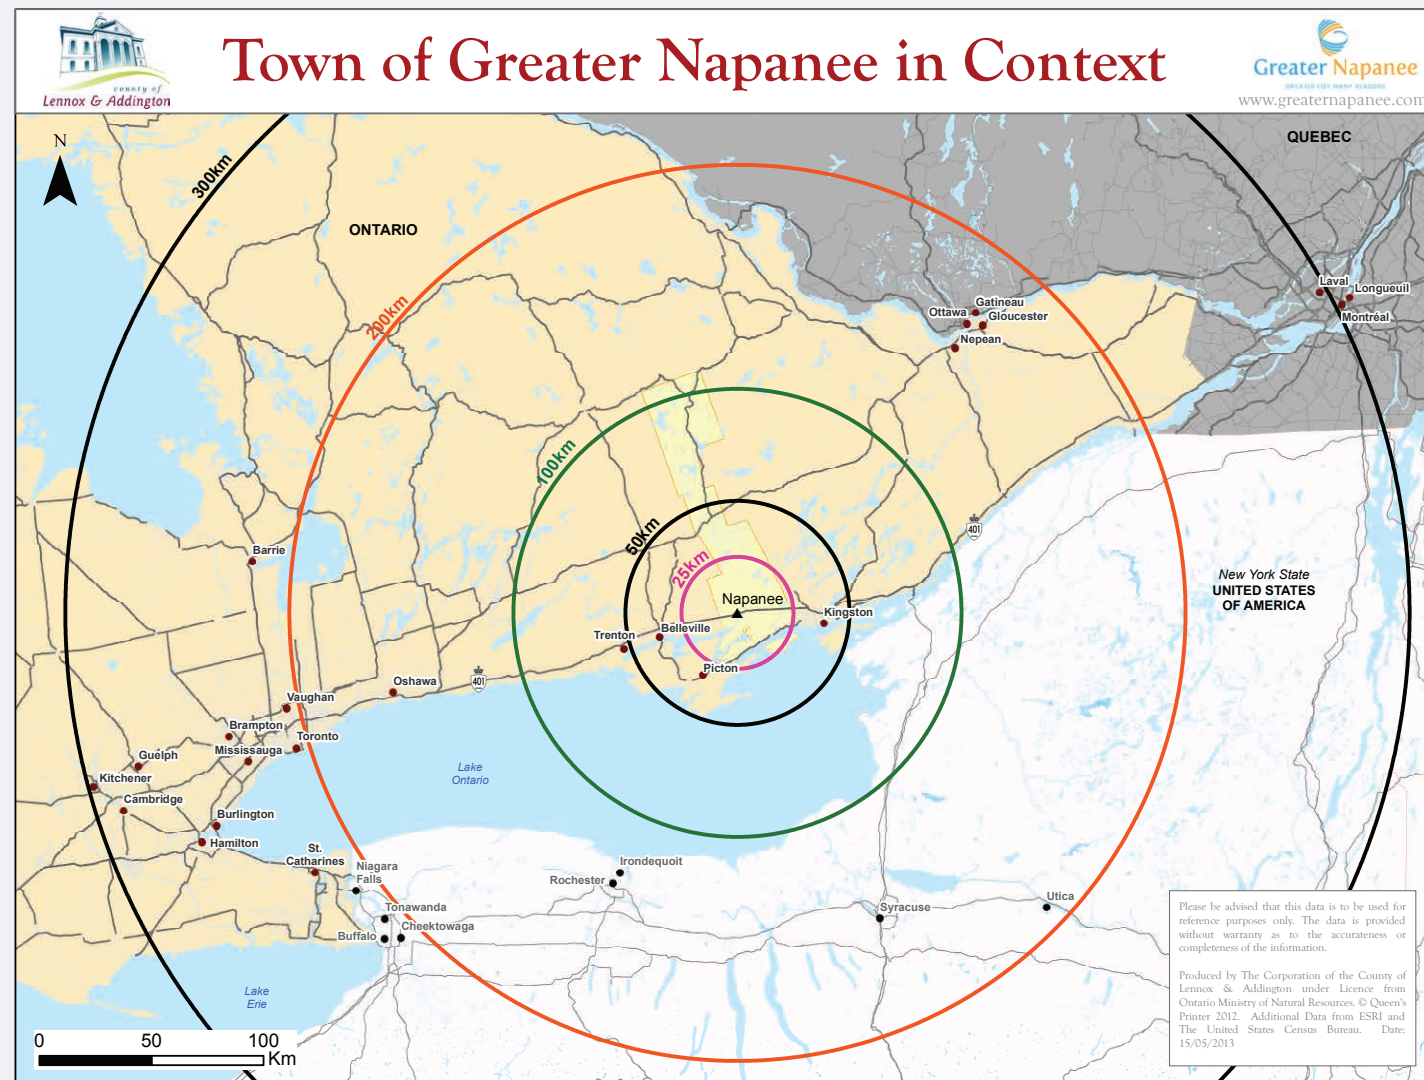 county of
Lennox & Addington
Town of Greater Napanee in Context
Greater Napanee
GREATER FOR MANY REASONS
www.greaternapanee.com
N
300km
QUEBEC
ONTARIO
200km
Laval
Longueuil
Montréal
Gatineau
Ottawa
Gloucester
Nepean
100km
50km
401
25km
Barrie
New York State
UNITED STATES
OF AMERICA
Napanee
Kingston
Belleville
Trenton
Picton
Oshawa
401
Vaughan
Brampton
Toronto
Mississauga
Guelph
Kitchener
Cambridge
Lake
Ontario
Burlington
Hamilton
St.
Catharines
Niagara
Falls
Irondequoit
Rochester
Tonawanda
Cheektowaga
Buffalo
Syracuse
Utica
Lake
Erie
0 50 100
Km
Please be advised that this data is to be used for
reference purposes only. The data is provided
without warranty as to the accurateness or
completeness of the information.
Produced by The Corporation of the County of
Lennox & Addington under Licence from
Ontario Ministry of Natural Resources. © Queen's
Printer 2012. Additional Data from ESRI and
The United States Census Bureau. Date:
15/05/2013